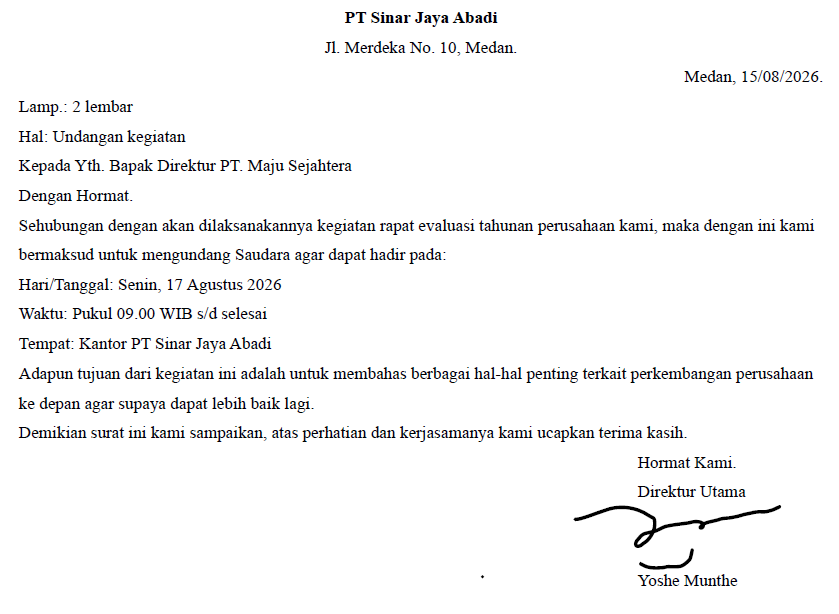 PT Sinar Jaya Abadi
Jl. Merdeka No. 10, Medan.
Medan, 15/08/2026.
Lamp.: 2 lembar
Hal: Undangan kegiatan
Kepada Yth. Bapak Direktur PT. Maju Sejahtera
Dengan Hormat.
Sehubungan dengan akan dilaksanakannya kegiatan rapat evaluasi tahunan perusahaan kami, maka dengan ini kami
bermaksud untuk mengundang Saudara agar dapat hadir pada:
Hari/Tanggal: Senin, 17 Agustus 2026
Waktu: Pukul 09.00 WIB s/d selesai
Tempat: Kantor PT Sinar Jaya Abadi
Adapun tujuan dari kegiatan ini adalah untuk membahas berbagai hal-hal penting terkait perkembangan perusahaan
ke depan agar supaya dapat lebih baik lagi.
Demikian surat ini kami sampaikan, atas perhatian dan kerjasamanya kami ucapkan terima kasih.
Hormat Kami.
Direktur Utama
Yoshe Munthe